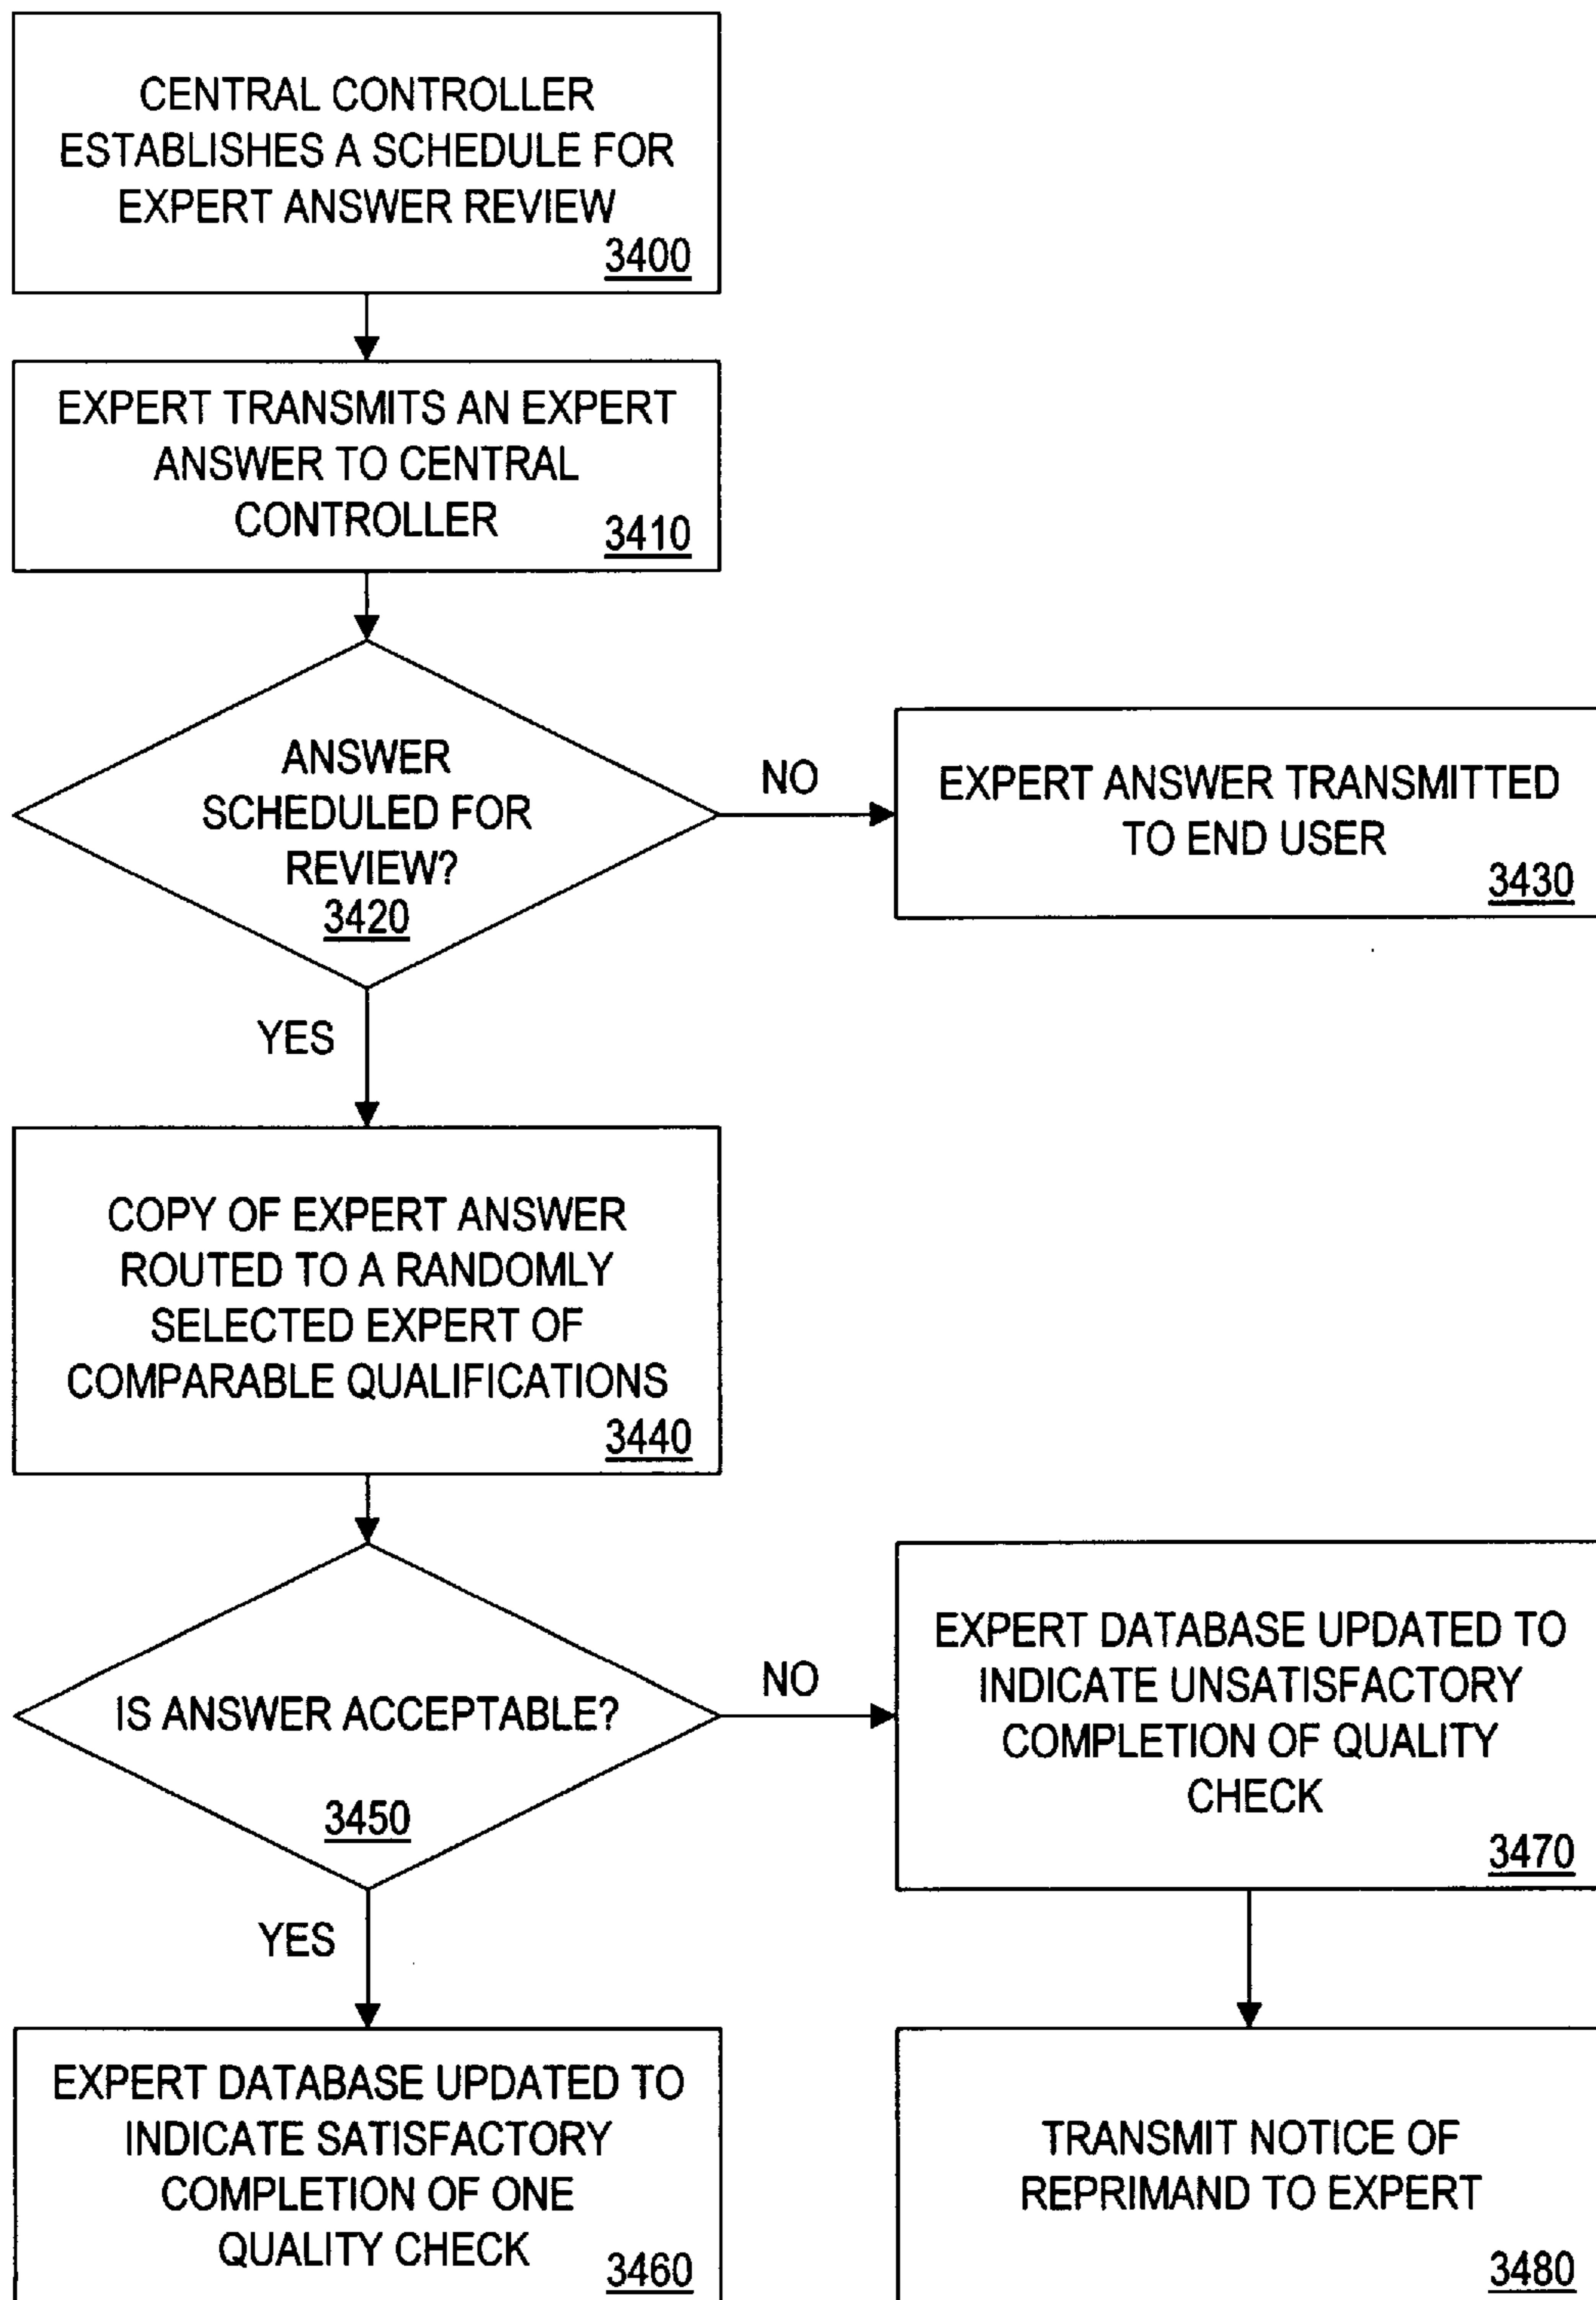 CENTRAL CONTROLLER
ESTABLISHES A SCHEDULE FOR
EXPERT ANSWER REVIEW
3400
EXPERT TRANSMITS AN EXPERT
ANSWER TO CENTRAL
CONTROLLER
3410
ANSWER
SCHEDULED FOR
REVIEW?
3420
NO
EXPERT ANSWER TRANSMITTED
TO END USER
3430
YES
COPY OF EXPERT ANSWER
ROUTED TO A RANDOMLY
SELECTED EXPERT OF
COMPARABLE QUALIFICATIONS
3440
IS ANSWER ACCEPTABLE?
3450
NO
EXPERT DATABASE UPDATED TO
INDICATE UNSATISFACTORY
COMPLETION OF QUALITY
CHECK
3470
YES
EXPERT DATABASE UPDATED TO
INDICATE SATISFACTORY
COMPLETION OF ONE
QUALITY CHECK
3460
TRANSMIT NOTICE OF
REPRIMAND TO EXPERT
3480